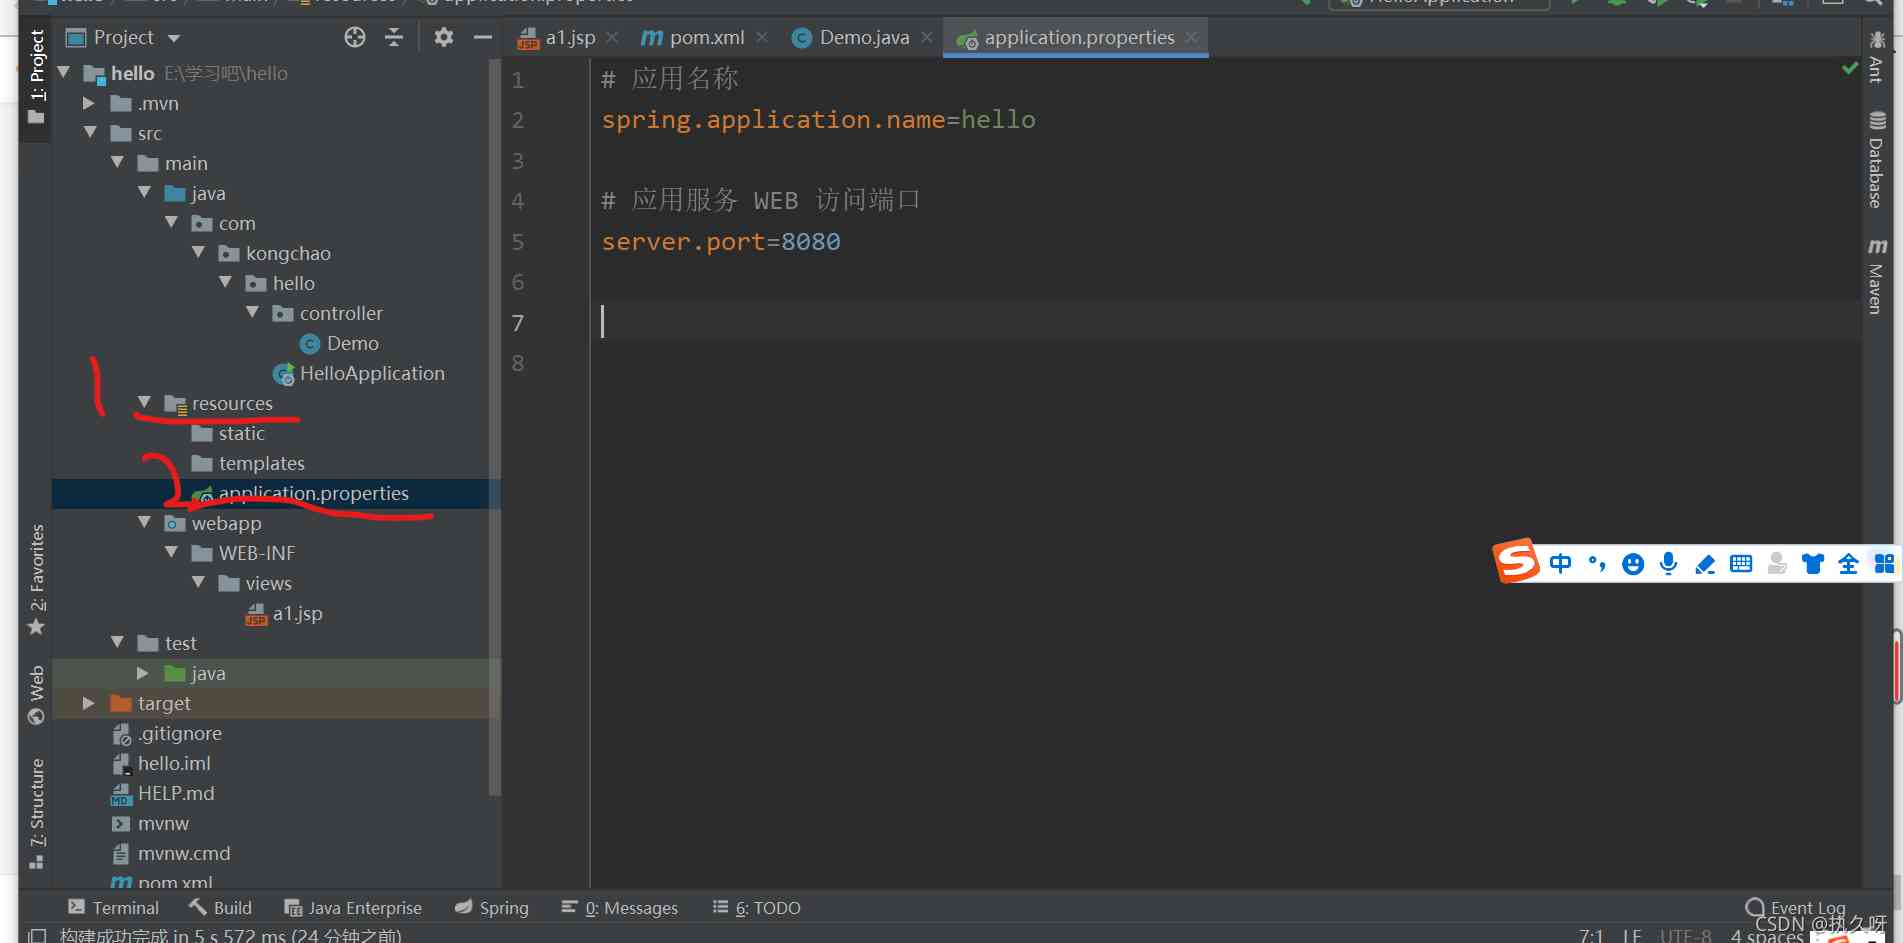 Project
a1.jsp
pom.xml
Demo.java
application.properties
1: Project
hello E:\学习吧\hello
.mvn
src
main
java
com
kongchao
hello
controller
Demo
HelloApplication
resources
static
templates
application.properties
webapp
WEB-INF
views
a1.jsp
test
java
target
.gitignore
hello.iml
HELP.md
mvnw
mvnw.cmd
pom.xml
2: Favorites
Web
7: Structure
1 # 应用名称
2 spring.application.name=hello
3
4 # 应用服务 WEB 访问端口
5 server.port=8080
6
7
8
Ant
Database
Maven
中 °, 全
Terminal
Build
Java Enterprise
Spring
0: Messages
6: TODO
Event Log
构建成功完成 in 5 s 572 ms (24 分钟之前)
7:1 LF UTF-8 4 spaces
CSDN @执久呀